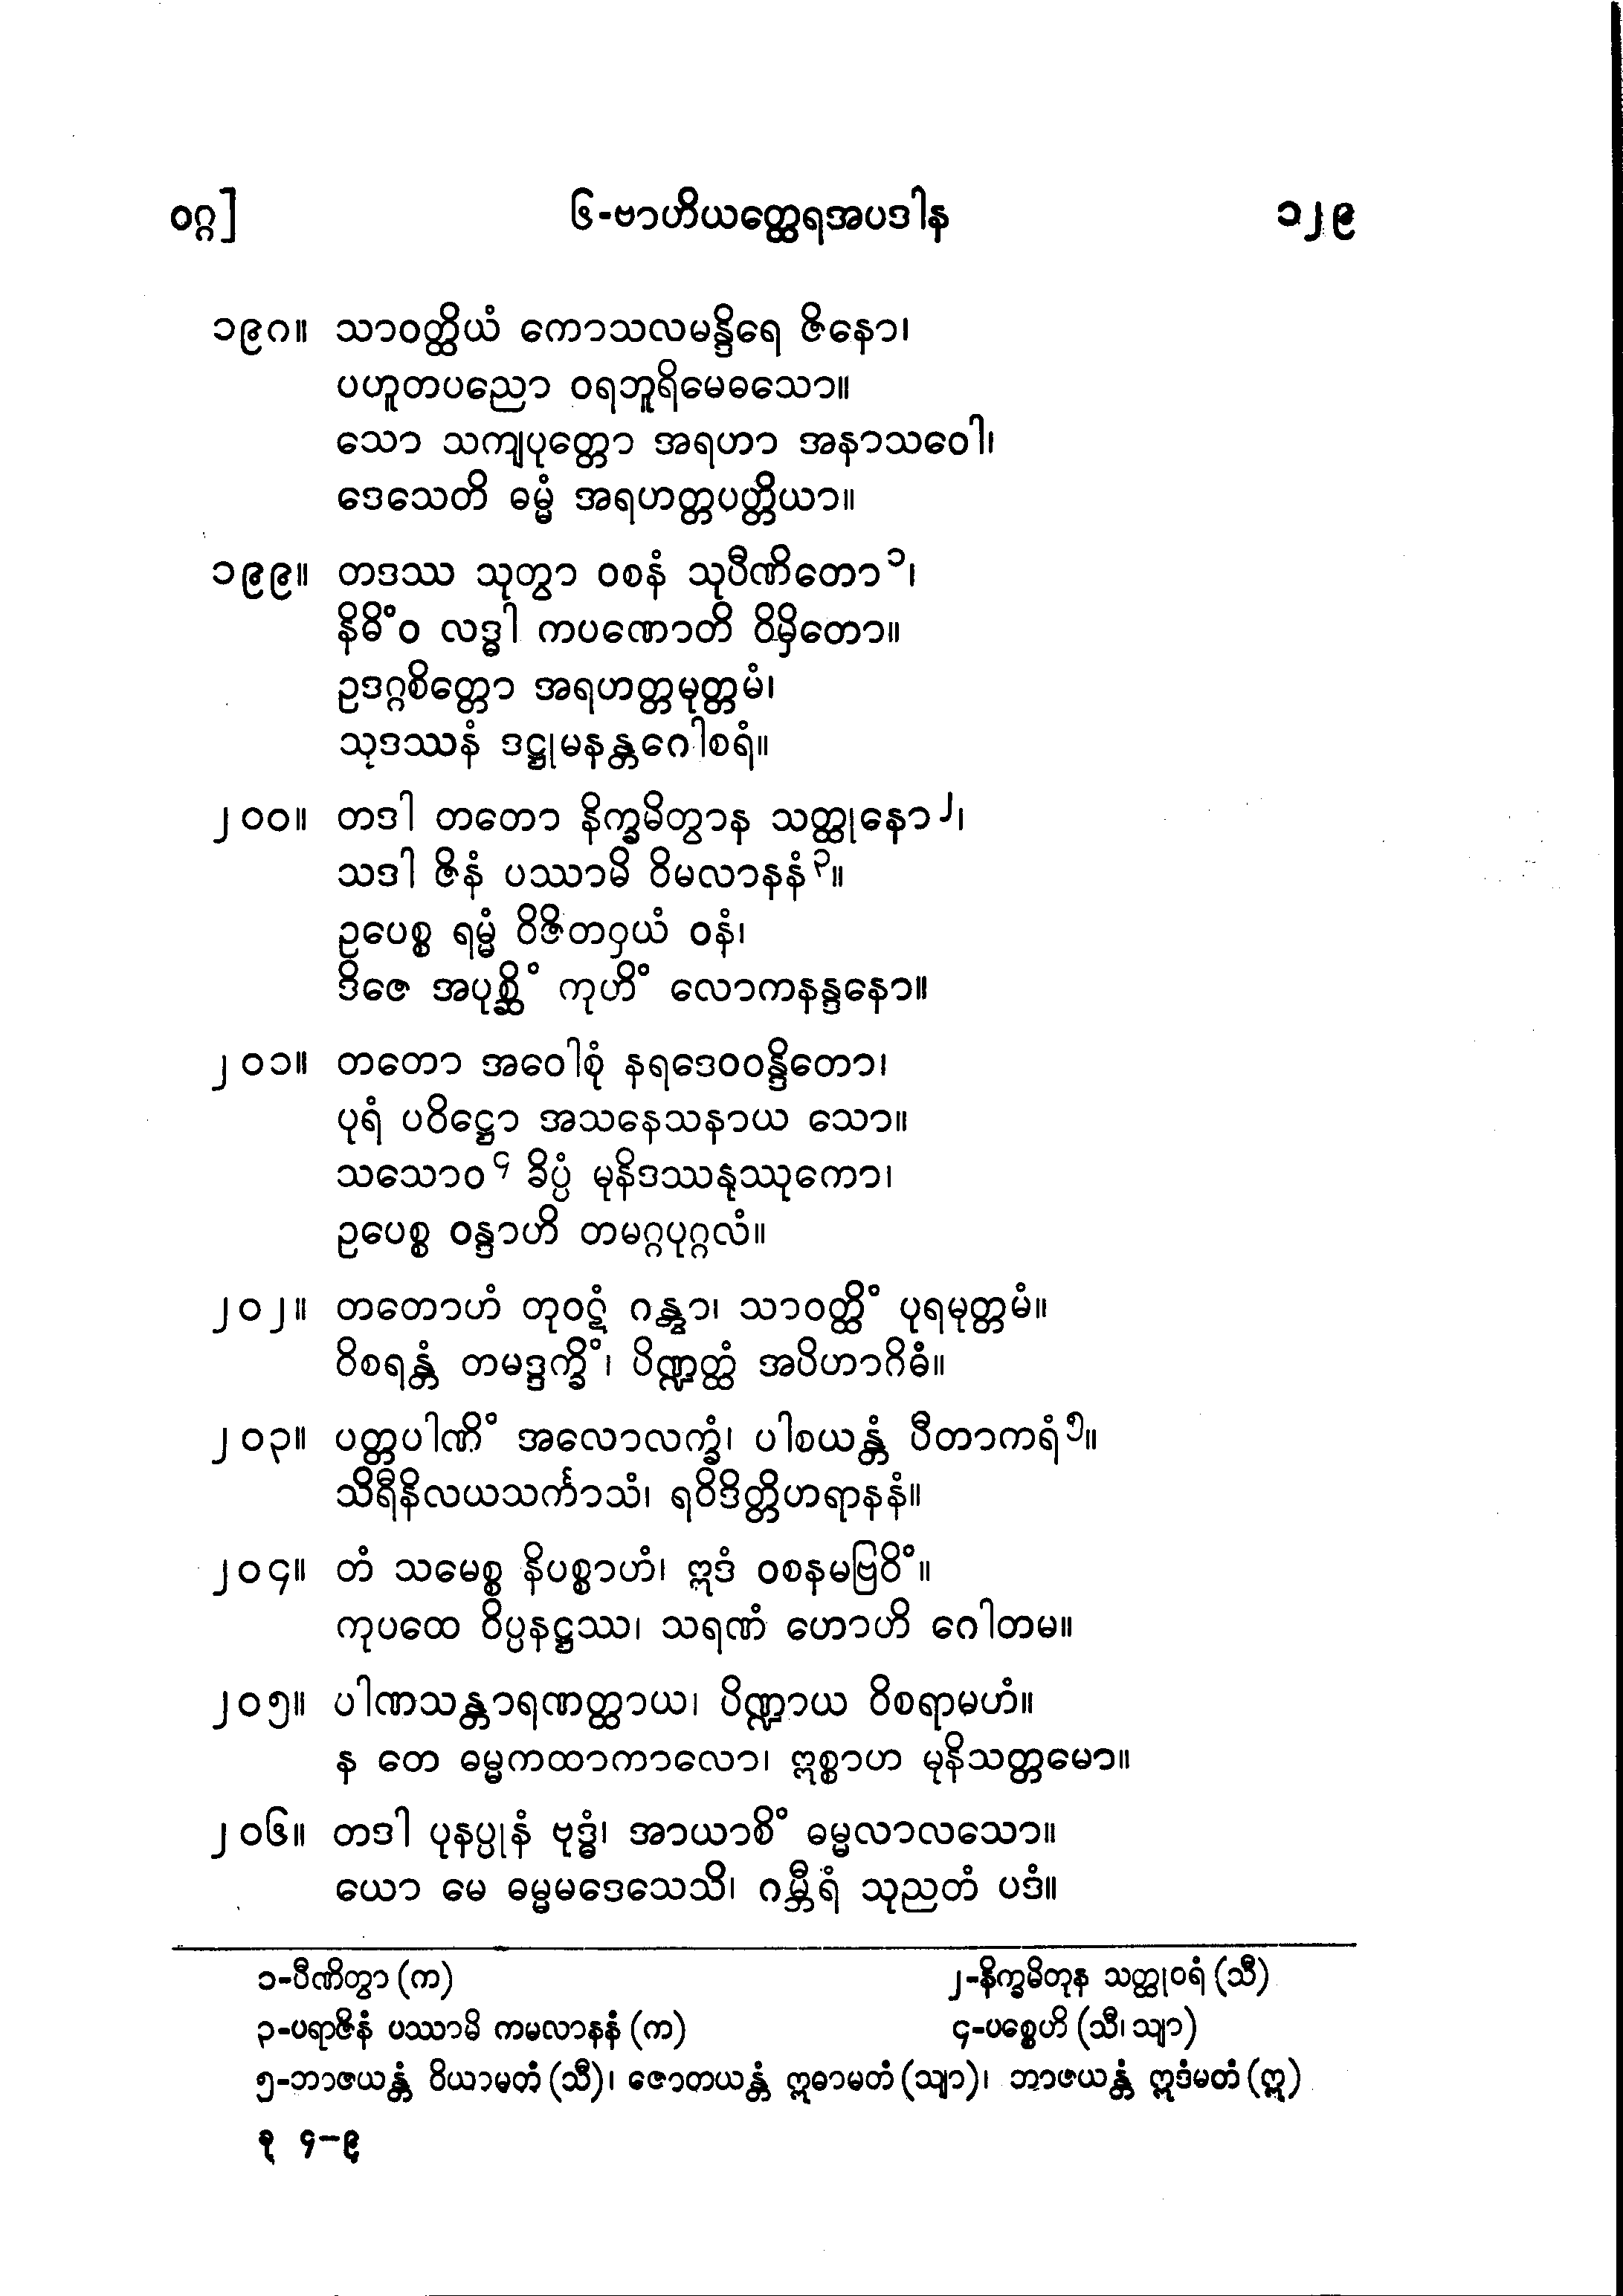 ဝဂ္ဂ] ၆-ဗာဟိယတ္ထေရအပဒါန ၁၂၉
၁၉၈။ သာဝတ္ထိယံ ကောသလမန္ဒိရေ ဇိနော၊
ပဟူတပညော ဝရဘူရိမေဓသော။
သော သကျပုတ္တော အရဟာ အနာသဝေါ၊
ဒေသေတိ ဓမ္မံ အရဟတ္တပတ္တိယာ။
၁၉၉။ တဒဿ သုတွာ ဝစနံ သုပီဏိတော၁၊
နိဓိံဝ လဒ္ဓါ ကပဏောတိ ဝိမှိတော။
ဥဒဂ္ဂစိတ္တော အရဟတ္တမုတ္တမံ၊
သုဒဿနံ ဒဋ္ဌုမနန္တဂေါစရံ။
၂၀၀။ တဒါ တတော နိက္ခမိတွာန သတ္ထုနော၂၊
သဒါ ဇိနံ ပဿာမိ ဝိမလာနနံ၃။
ဥပေစ္စ ရမ္မံ ဝိဇိတဝှယံ ဝနံ၊
ဒိဇေ အပုစ္ဆိံ ကုဟိံ လောကနန္ဒနော။
၂၀၁။ တတော အဝေါစုံ နရဒေဝဝန္ဒိတော၊
ပုရံ ပဝိဋ္ဌော အသနေသနာယ သော။
သသောဝ၄ ခိပ္ပံ မုနိဒဿနုဿုကော၊
ဥပေစ္စ ဝန္ဒာဟိ တမဂ္ဂပုဂ္ဂလံ။
၂၀၂။ တတောဟံ တုဝဋံ ဂန္တွာ၊ သာဝတ္ထိံ ပုရမုတ္တမံ။
ဝိစရန္တံ တမဒ္ဒက္ခိံ၊ ပိဏ္ဍတ္ထံ အပိဟာဂိဓံ။
၂၀၃။ ပတ္တပါဏိံ အလောလက္ခံ၊ ပါစယန္တံ ပီတာကရံ၅။
သိရီနိလယသင်္ကာသံ၊ ရဝိဒိတ္တိဟရာနနံ။
၂၀၄။ တံ သမေစ္စ နိပစ္စာဟံ၊ ဣဒံ ဝစနမဗြဝိံ။
ကုပထေ ဝိပ္ပနဋ္ဌဿ၊ သရဏံ ဟောဟိ ဂေါတမ။
၂၀၅။ ပါဏသန္တာရဏတ္ထာယ၊ ပိဏ္ဍာယ ဝိစရာမဟံ။
န တေ ဓမ္မကထာကာလော၊ ဣစ္စာဟ မုနိသတ္တမော။
၂၀၆။ တဒါ ပုနပ္ပုနံ ဗုဒ္ဓံ၊ အာယာစိံ ဓမ္မလာလသော။
ယော မေ ဓမ္မမဒေသေသိ၊ ဂမ္ဘီရံ သုညတံ ပဒံ။
၁-ပီဏိတွာ (က) ၂-နိက္ခမိတုန သတ္ထုဝရံ (သီ)
၃-ပရာဇိနံ ပဿာမိ ကမလာနနံ (က) ၄-ပစ္စေဟိ (သီ၊ သျာ)
၅-ဘာဇယန္တံ ဝိယာမတံ (သီ)၊ ဇောတယန္တံ ဣဓာမတံ (သျာ)၊ ဘာဇယန္တံ ဣဒံမတံ (ဣ)
ခု ၄-၉